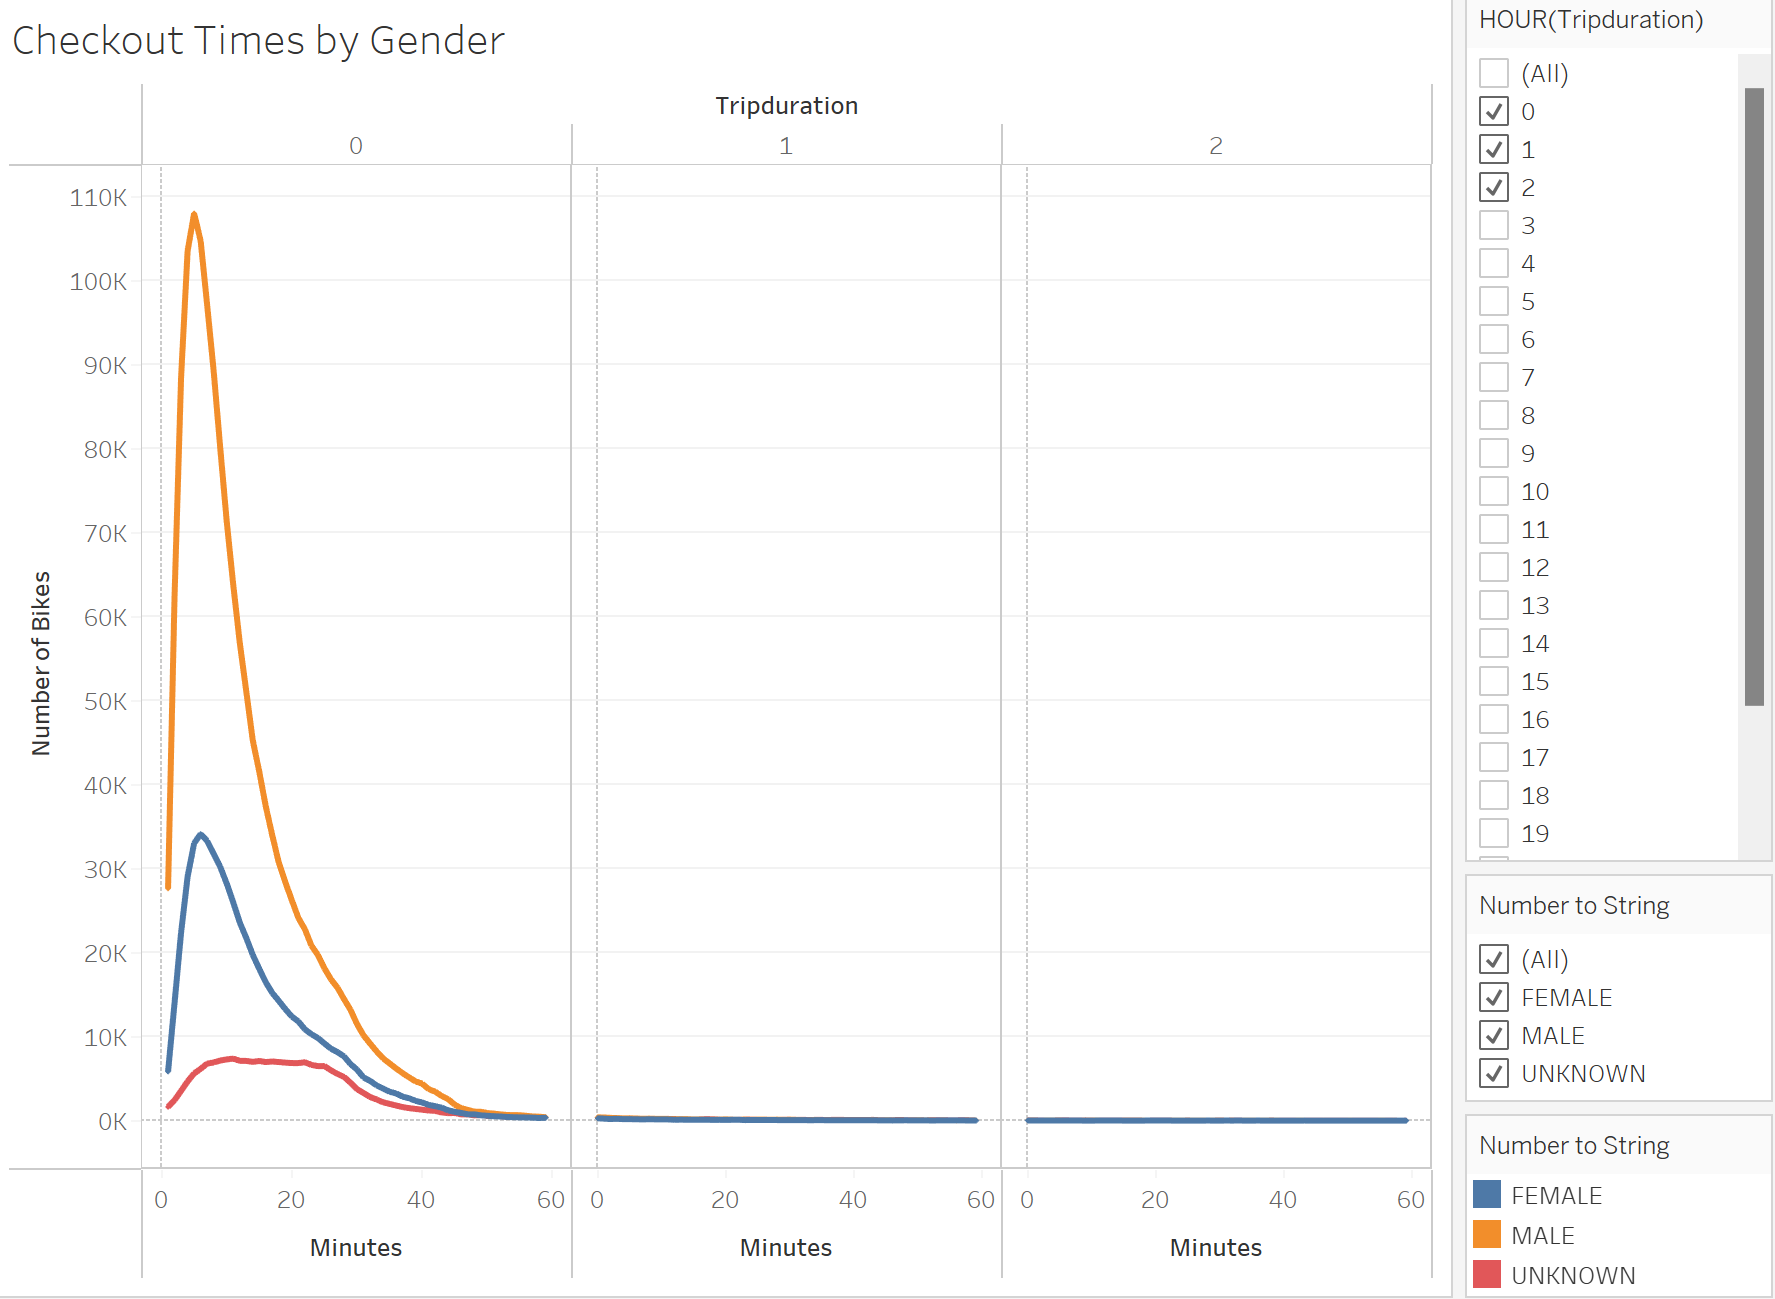 Checkout Times by Gender
Tripduration
0 1 2
110K
100K
90K
80K
70K
60K
50K
40K
30K
20K
10K
0K
Number of Bikes
0 20 40 60 0 20 40 60 0 20 40 60
Minutes Minutes Minutes
HOUR(Tripduration)
(All)
0
1
2
3
4
5
6
7
8
9
10
11
12
13
14
15
16
17
18
19
Number to String
(All)
FEMALE
MALE
UNKNOWN
Number to String
FEMALE
MALE
UNKNOWN